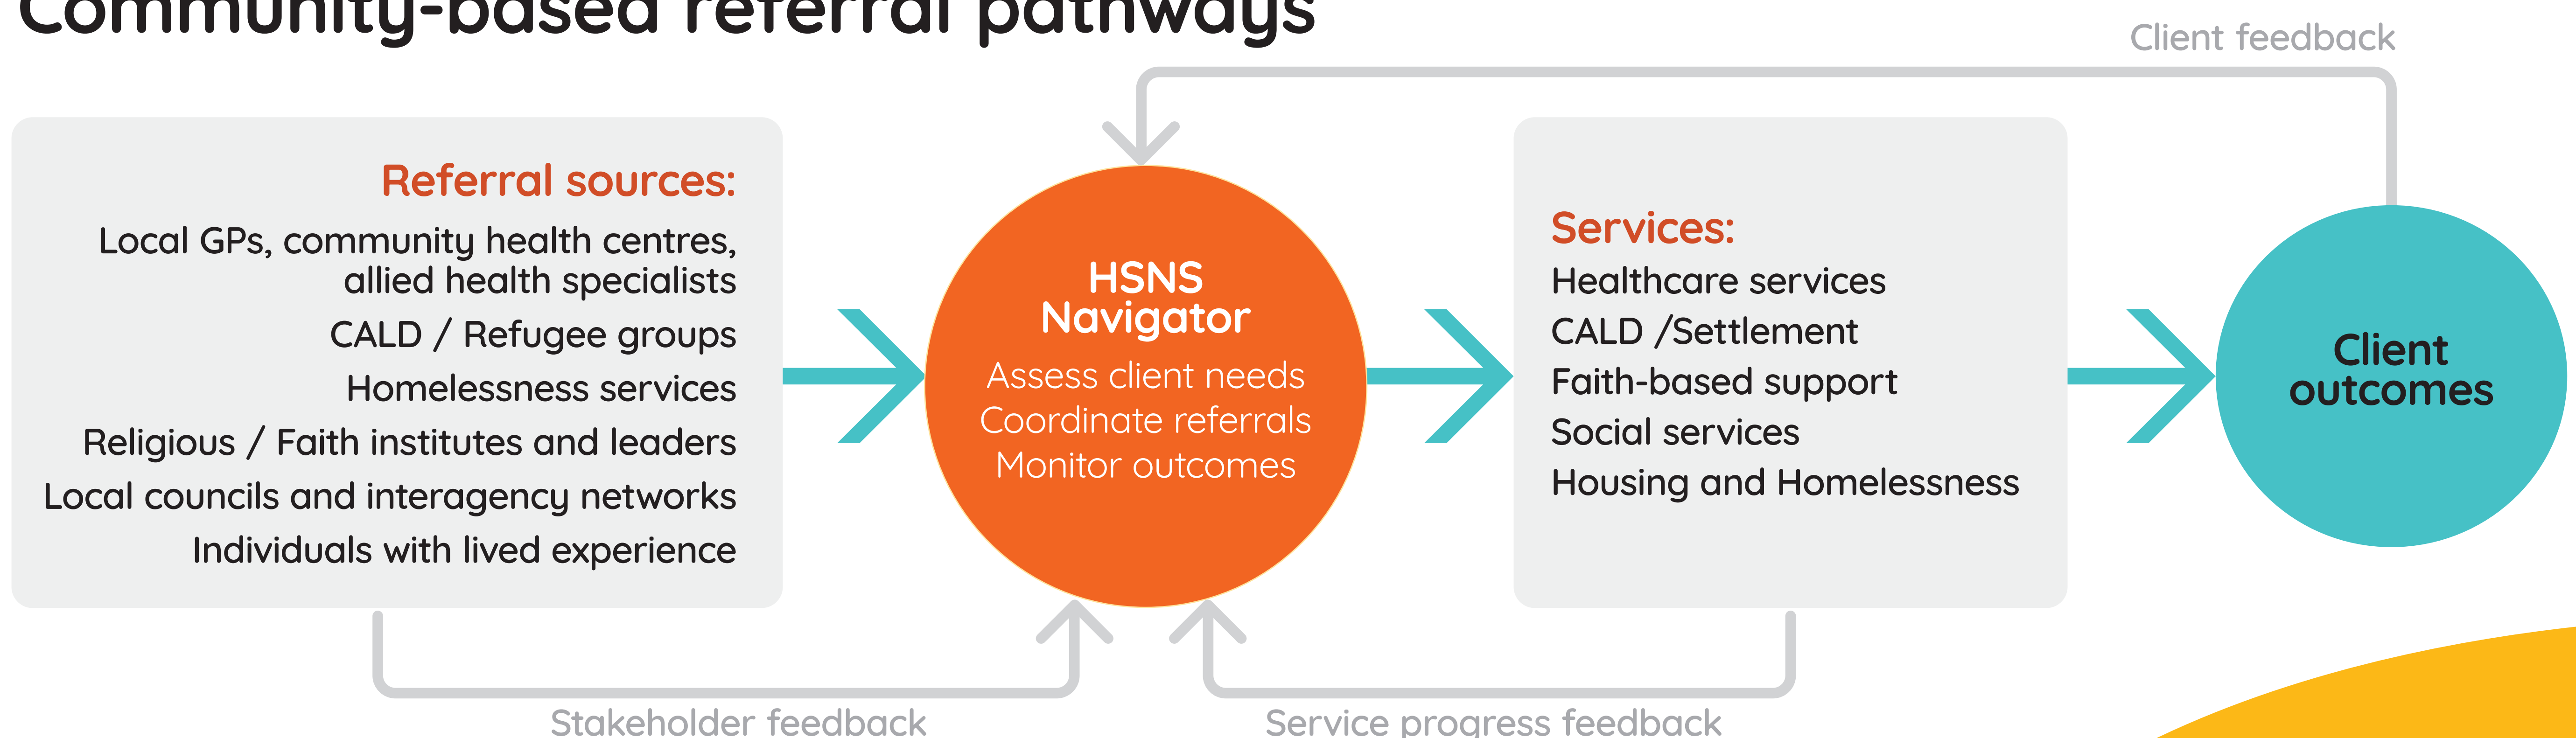 Community-based referral pathways
Client feedback
Referral sources:
Local GPs, community health centres,
allied health specialists
CALD / Refugee groups
Homelessness services
Religious / Faith institutes and leaders
Local councils and interagency networks
Individuals with lived experience
HSNS
Navigator
Assess client needs
Coordinate referrals
Monitor outcomes
Services:
Healthcare services
CALD /Settlement
Faith-based support
Social services
Housing and Homelessness
Client
outcomes
Stakeholder feedback
Service progress feedback